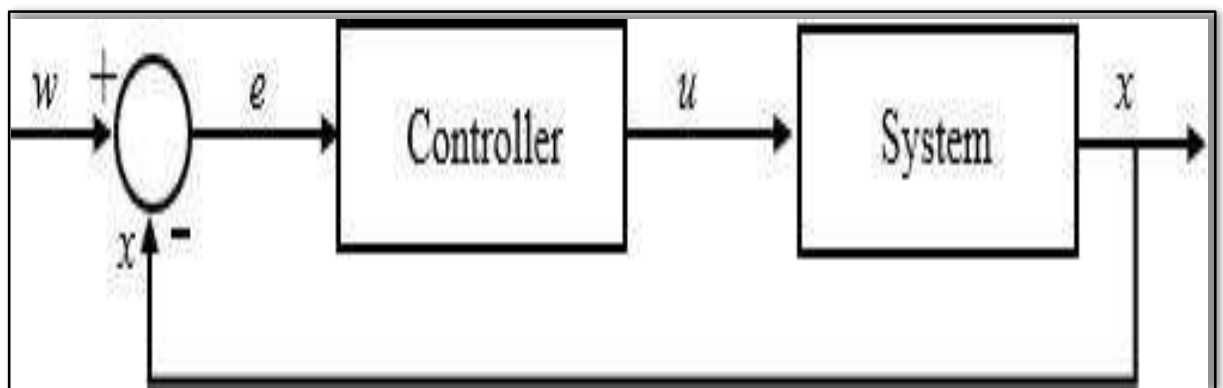 w + e Controller u System x
x -